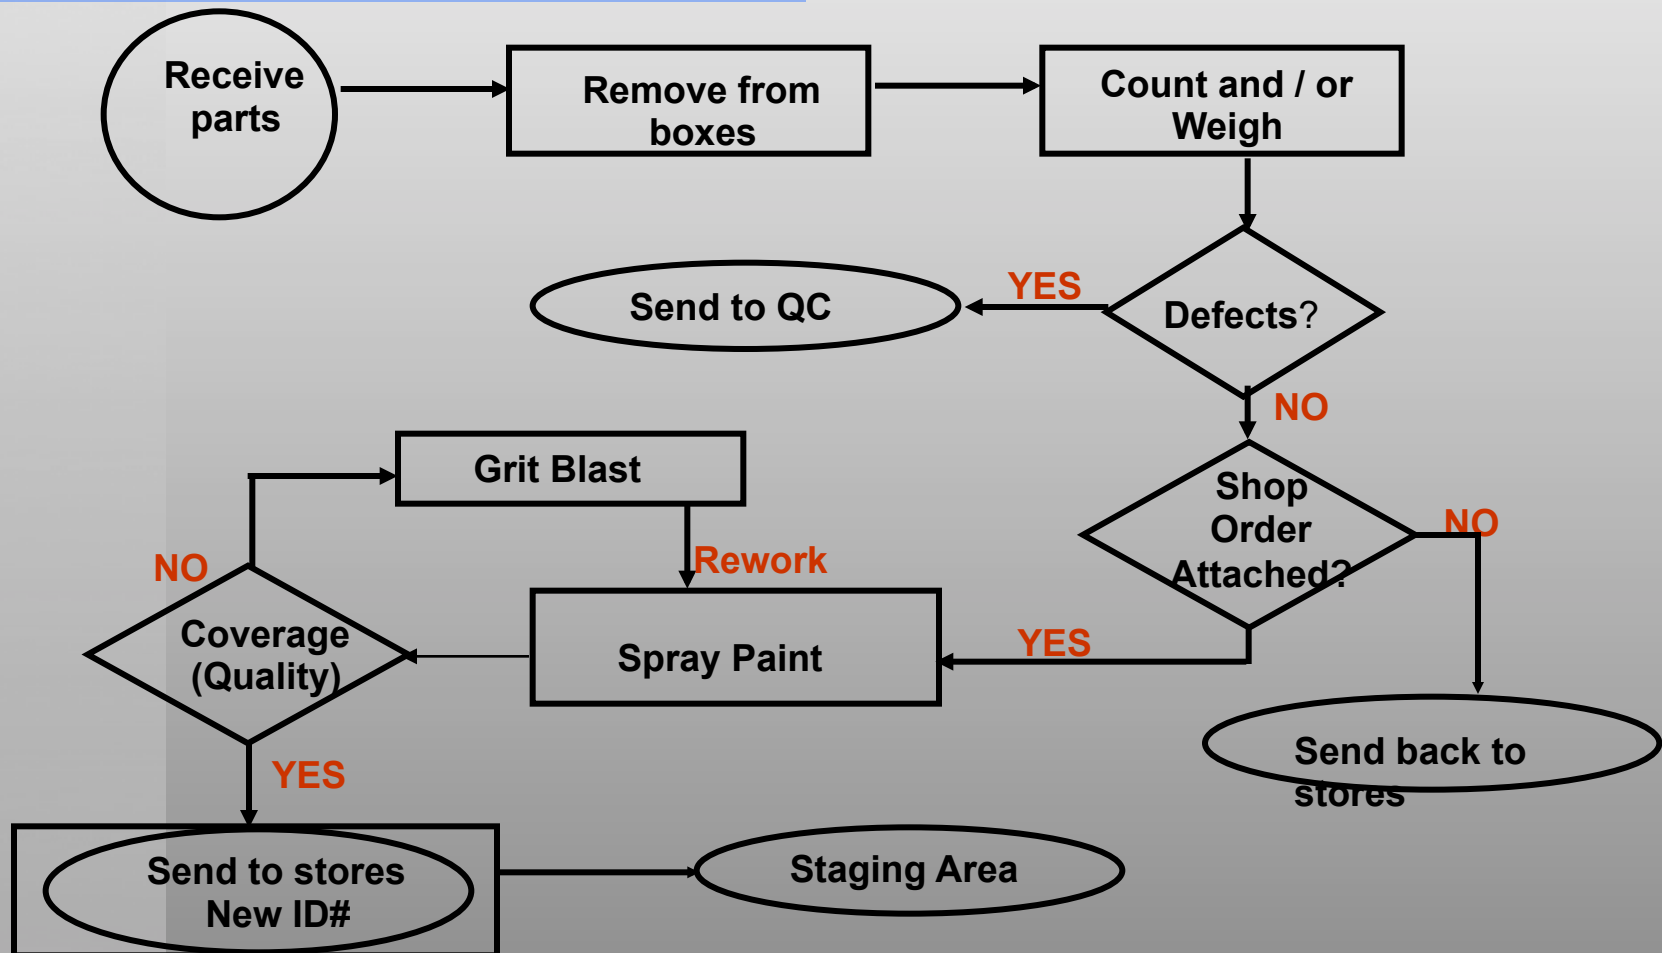 Receive
parts
Remove from
boxes
Count and / or
Weigh
Defects?
YES
Send to QC
NO
Shop
Order
Attached?
NO
Send back to
stores
YES
Spray Paint
Coverage
(Quality)
NO
Grit Blast
Rework
YES
Send to stores
New ID#
Staging Area